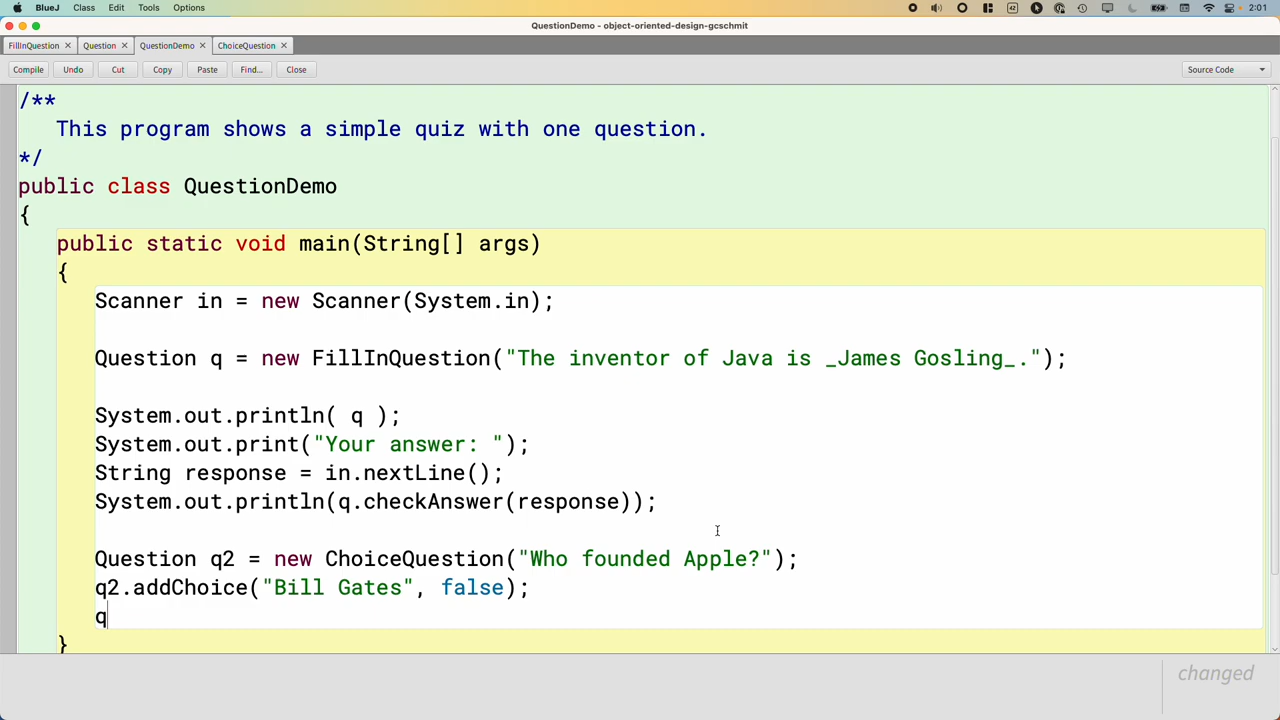 BlueJ Class Edit Tools Options 42 2:01
QuestionDemo - object-oriented-design-gcschmit
FillInQuestion × Question × QuestionDemo × ChoiceQuestion ×
Compile Undo Cut Copy Paste Find... Close Source Code
/**
This program shows a simple quiz with one question.
*/
public class QuestionDemo
{
public static void main(String[] args)
{
Scanner in = new Scanner(System.in);
Question q = new FillInQuestion("The inventor of Java is _James Gosling_.");
System.out.println( q );
System.out.print("Your answer: ");
String response = in.nextLine();
System.out.println(q.checkAnswer(response));
Question q2 = new ChoiceQuestion("Who founded Apple?");
q2.addChoice("Bill Gates", false);
q
}
changed